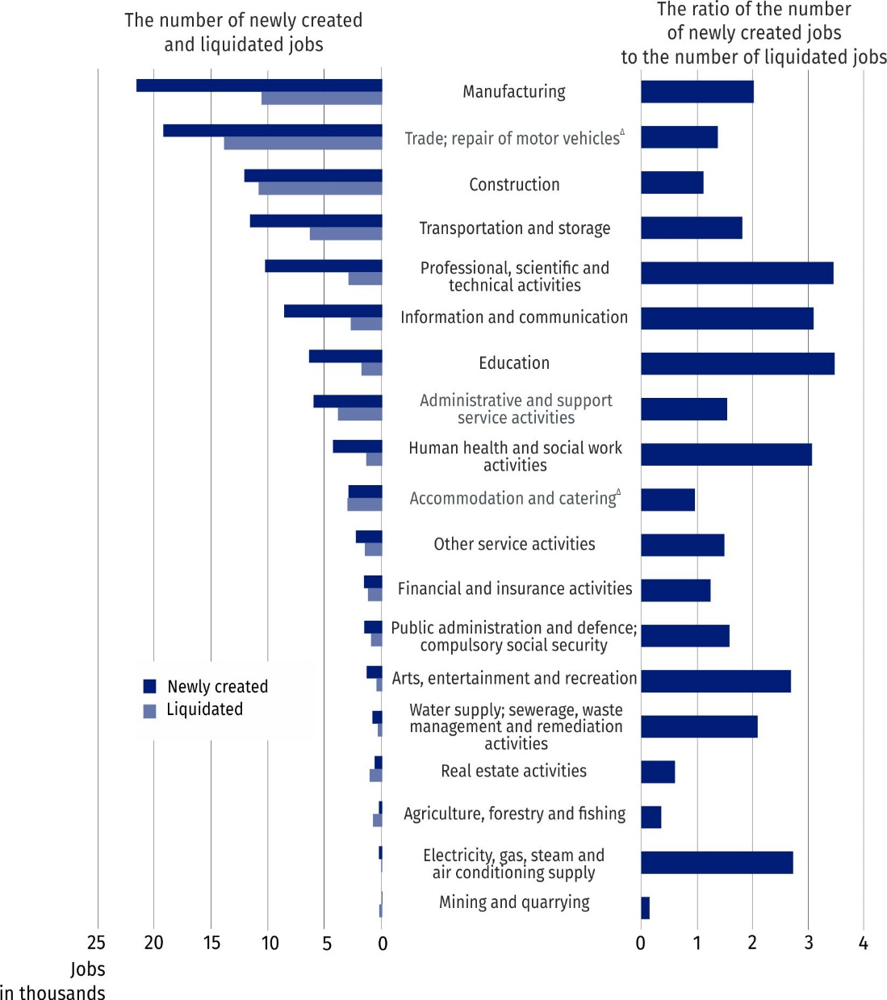 The number of newly created
and liquidated jobs
The ratio of the number
of newly created jobs
to the number of liquidated jobs
Manufacturing
Trade; repair of motor vehicles∆
Construction
Transportation and storage
Professional, scientific and
technical activities
Information and communication
Education
Administrative and support
service activities
Human health and social work
activities
Accommodation and catering∆
Other service activities
Financial and insurance activities
Public administration and defence;
compulsory social security
Arts, entertainment and recreation
Water supply; sewerage, waste
management and remediation
activities
Real estate activities
Agriculture, forestry and fishing
Electricity, gas, steam and
air conditioning supply
Mining and quarrying
Newly created
Liquidated
25 20 15 10 5 0
0 1 2 3 4
Jobs
in thousands